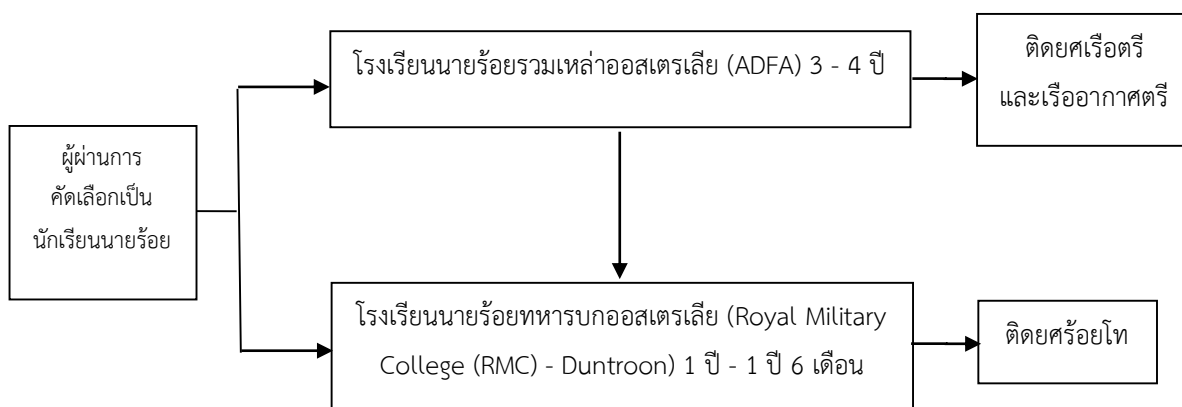 ผู้ผ่านการ
คัดเลือกเป็น
นักเรียนนายร้อย
โรงเรียนนายร้อยรวมเหล่าออสเตรเลีย (ADFA) 3 - 4 ปี
ติดยศเรือตรี
และเรืออากาศตรี
โรงเรียนนายร้อยทหารบกออสเตรเลีย (Royal Military
College (RMC) - Duntroon) 1 ปี - 1 ปี 6 เดือน
ติดยศร้อยโท